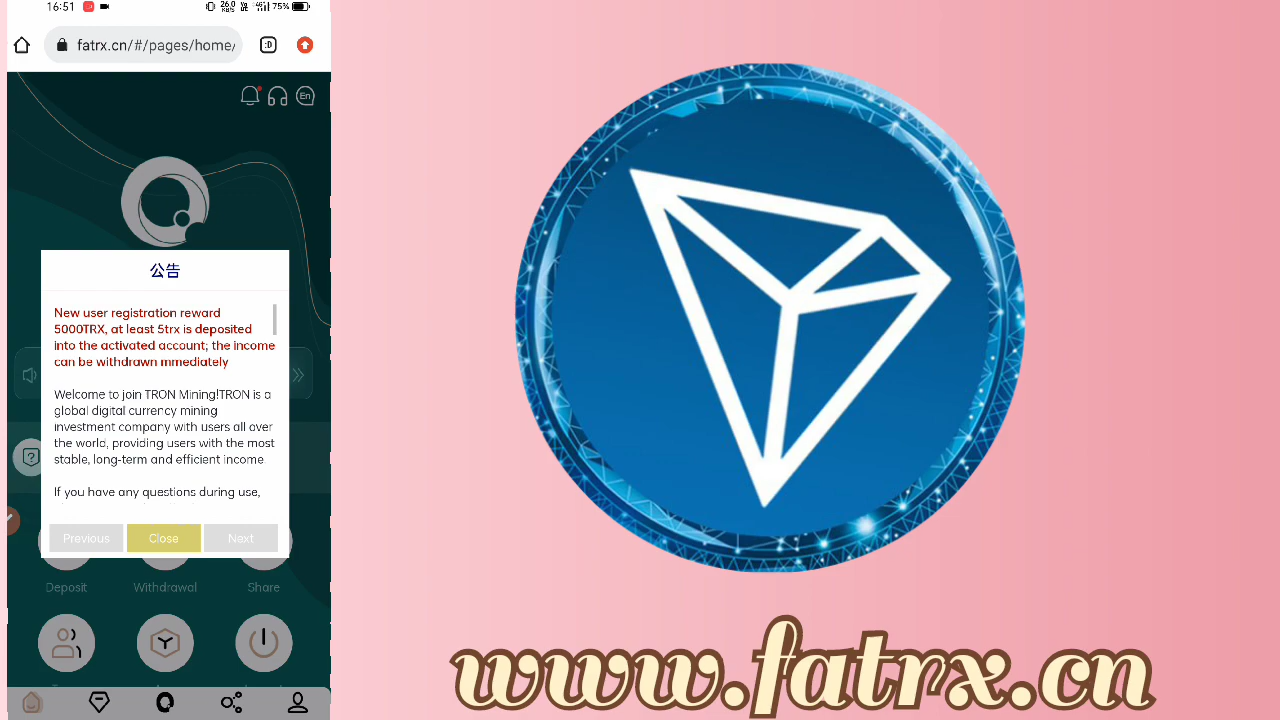 16:51
26.0 KB/S
4G
75%
fatrx.cn/#/pages/home/
:D
En
公告
New user registration reward
5000TRX, at least 5trx is deposited
into the activated account; the income
can be withdrawn mmediately
Welcome to join TRON Mining!TRON is a
global digital currency mining
investment company with users all over
the world, providing users with the most
stable, long-term and efficient income.
If you have any questions during use,
Previous Close Next
Deposit Withdrawal Share
www.fatrx.cn